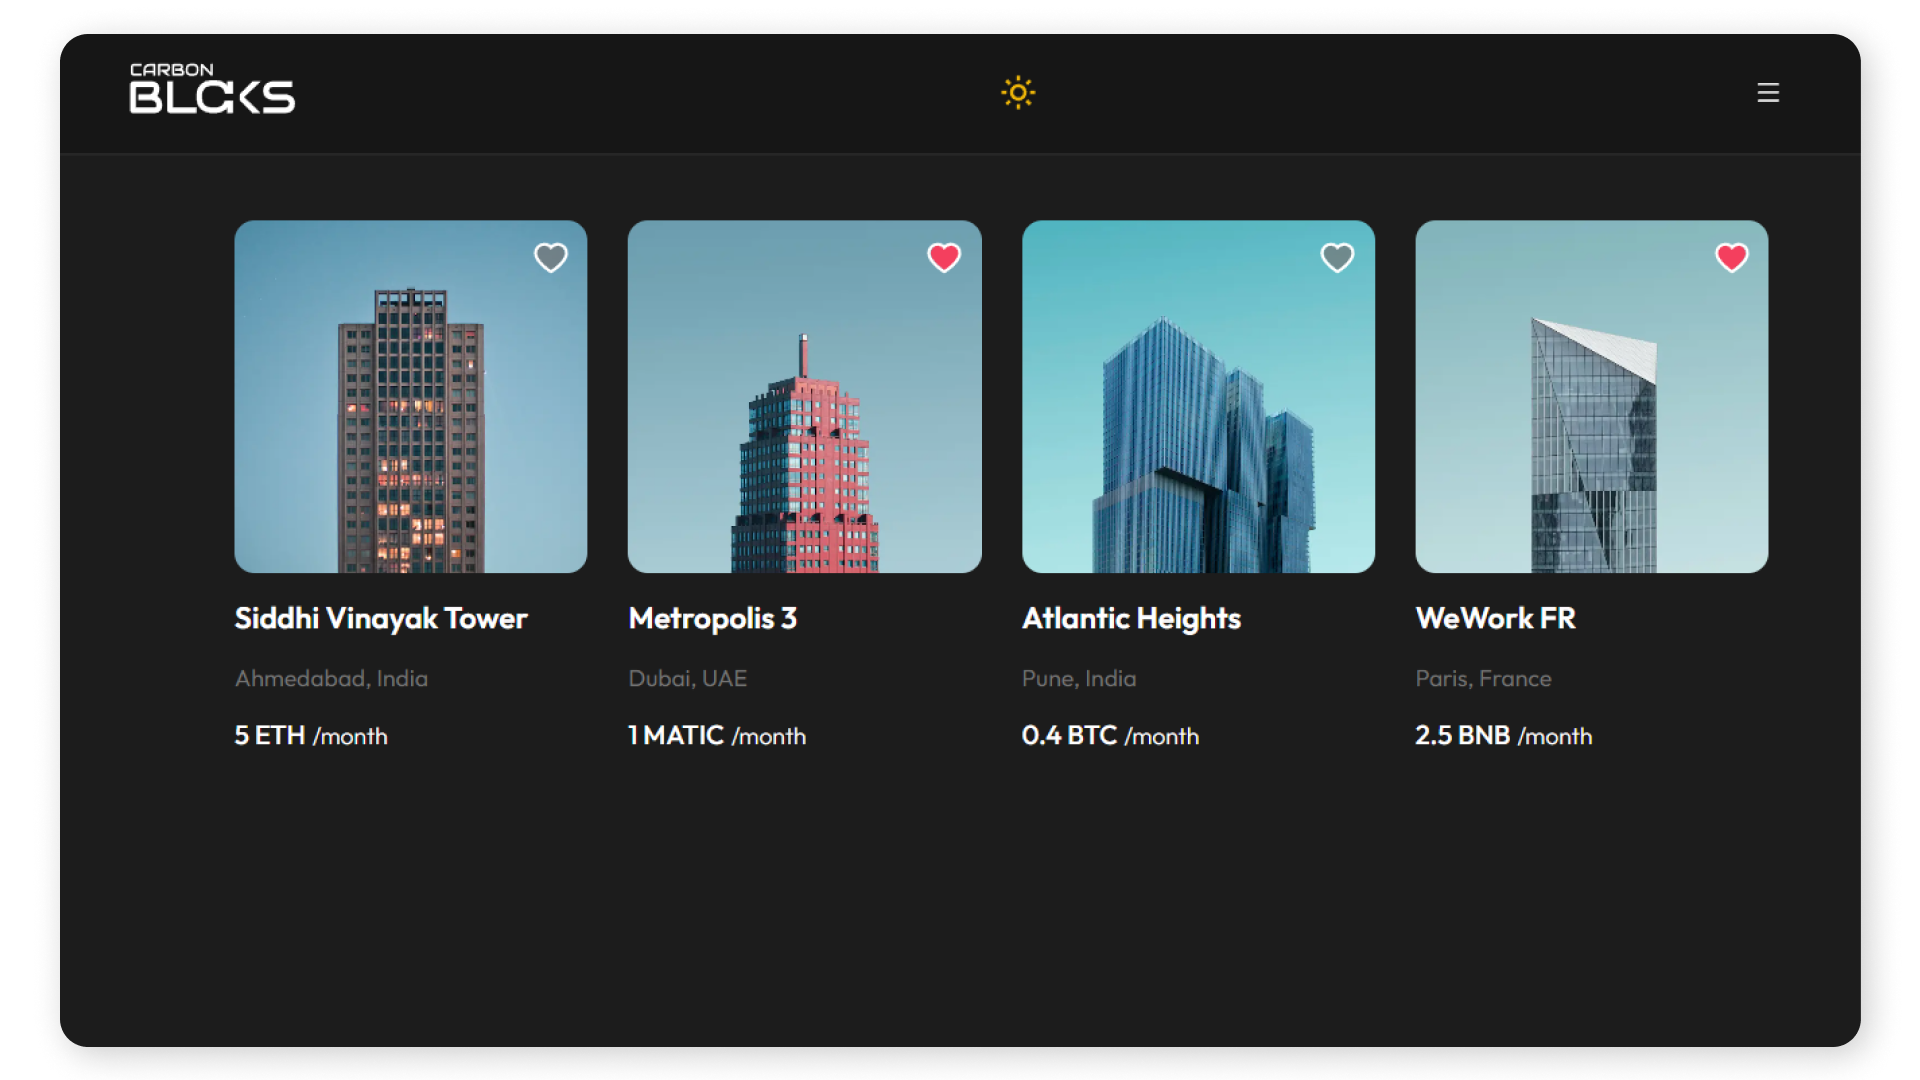 CARBON
BLCKS
Siddhi Vinayak Tower
Ahmedabad, India
5 ETH /month
Metropolis 3
Dubai, UAE
1 MATIC /month
Atlantic Heights
Pune, India
0.4 BTC /month
WeWork FR
Paris, France
2.5 BNB /month